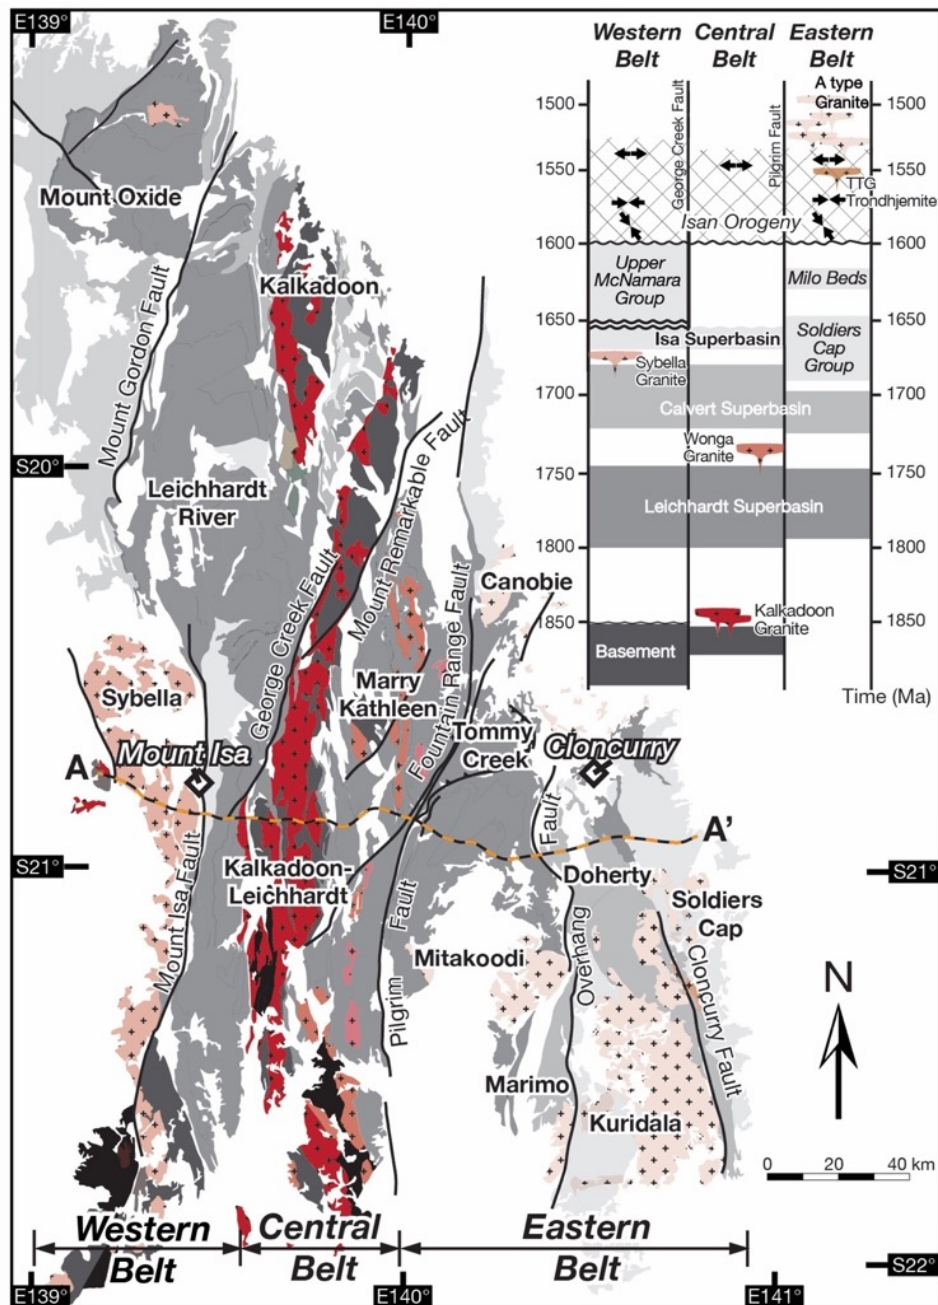 E139°
E140°
Western
Belt
Central
Belt
Eastern
Belt
A type
Granite
1500
1500
George Creek Fault
Pilgrim Fault
1550
1550
TTG
Trondhjemite
Isan Orogeny
1600
1600
Upper
McNamara
Group
Milo Beds
1650
1650
Isa Superbasin
Soldiers
Cap
Group
Sybella
Granite
1700
1700
Calvert Superbasin
Wonga
Granite
1750
1750
Leichhardt Superbasin
1800
1800
Kalkadoon
Granite
1850
1850
Basement
Time (Ma)
Mount Oxide
Mount Gordon Fault
Kalkadoon
S20°
Leichhardt
River
Mount Remarkable Fault
George Creek Fault
Fountain Range Fault
Canobie
Sybella
Marry
Kathleen
Tommy
Creek
Mount Isa
Cloncurry
A
A'
Fault
S21°
S21°
Kalkadoon-
Leichhardt
Doherty
Soldiers
Cap
Mount Isa Fault
Pilgrim
Fault
Mitakoodi
Overhang
Cloncurry Fault
N
Marimo
Kuridala
0 20 40 km
Western
Belt
Central
Belt
Eastern
Belt
S22°
E139°
E140°
E141°